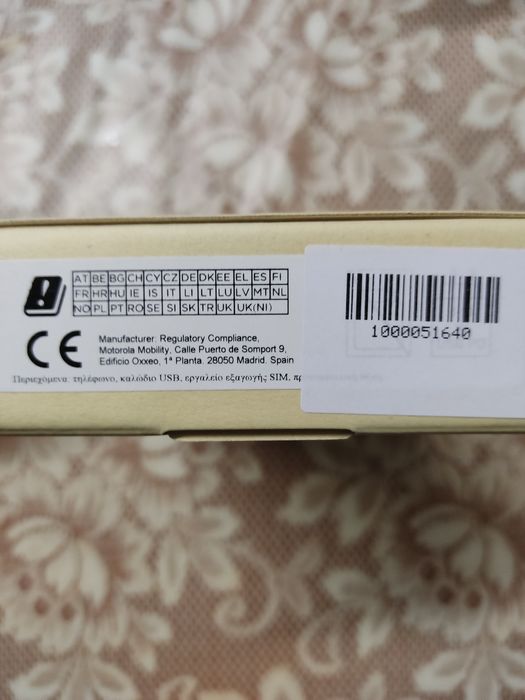 AT BE BG CH CY CZ DE DK EE EL ES FI
FR HR HU IE IS IT LI LT LU LV MT NL
NO PL PT RO SE SI SK TR UK UK(NI)
CE
Manufacturer: Regulatory Compliance,
Motorola Mobility, Calle Puerto de Somport 9,
Edificio Oxxeo, 1ª Planta. 28050 Madrid. Spain
Περιεχόμενα: τηλέφωνο, καλώδιο USB, εργαλείο εξαγωγής SIM,
1000051640